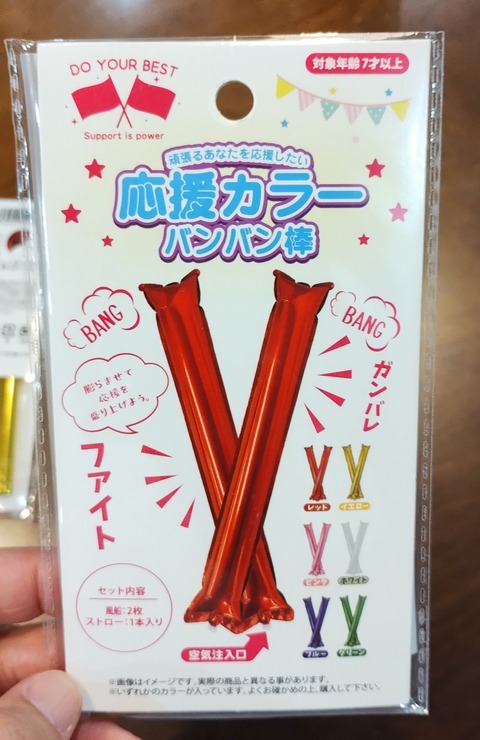 DO YOUR BEST
Support is power
対象年齢7才以上
頑張るあなたを応援したい
応援カラー
バンバン棒
BANG
BANG
膨らませて
応援を
盛り上げよう。
ガンバレ
ファイト
レッド
イエロー
ピンク
ホワイト
ブルー
グリーン
セット内容
風船:2枚
ストロー:1本入り
空気注入口
※画像はイメージです。実際の商品と異なる事があります。
※いずれかのカラーが入っています。よくお確かめの上、購入して下さい。